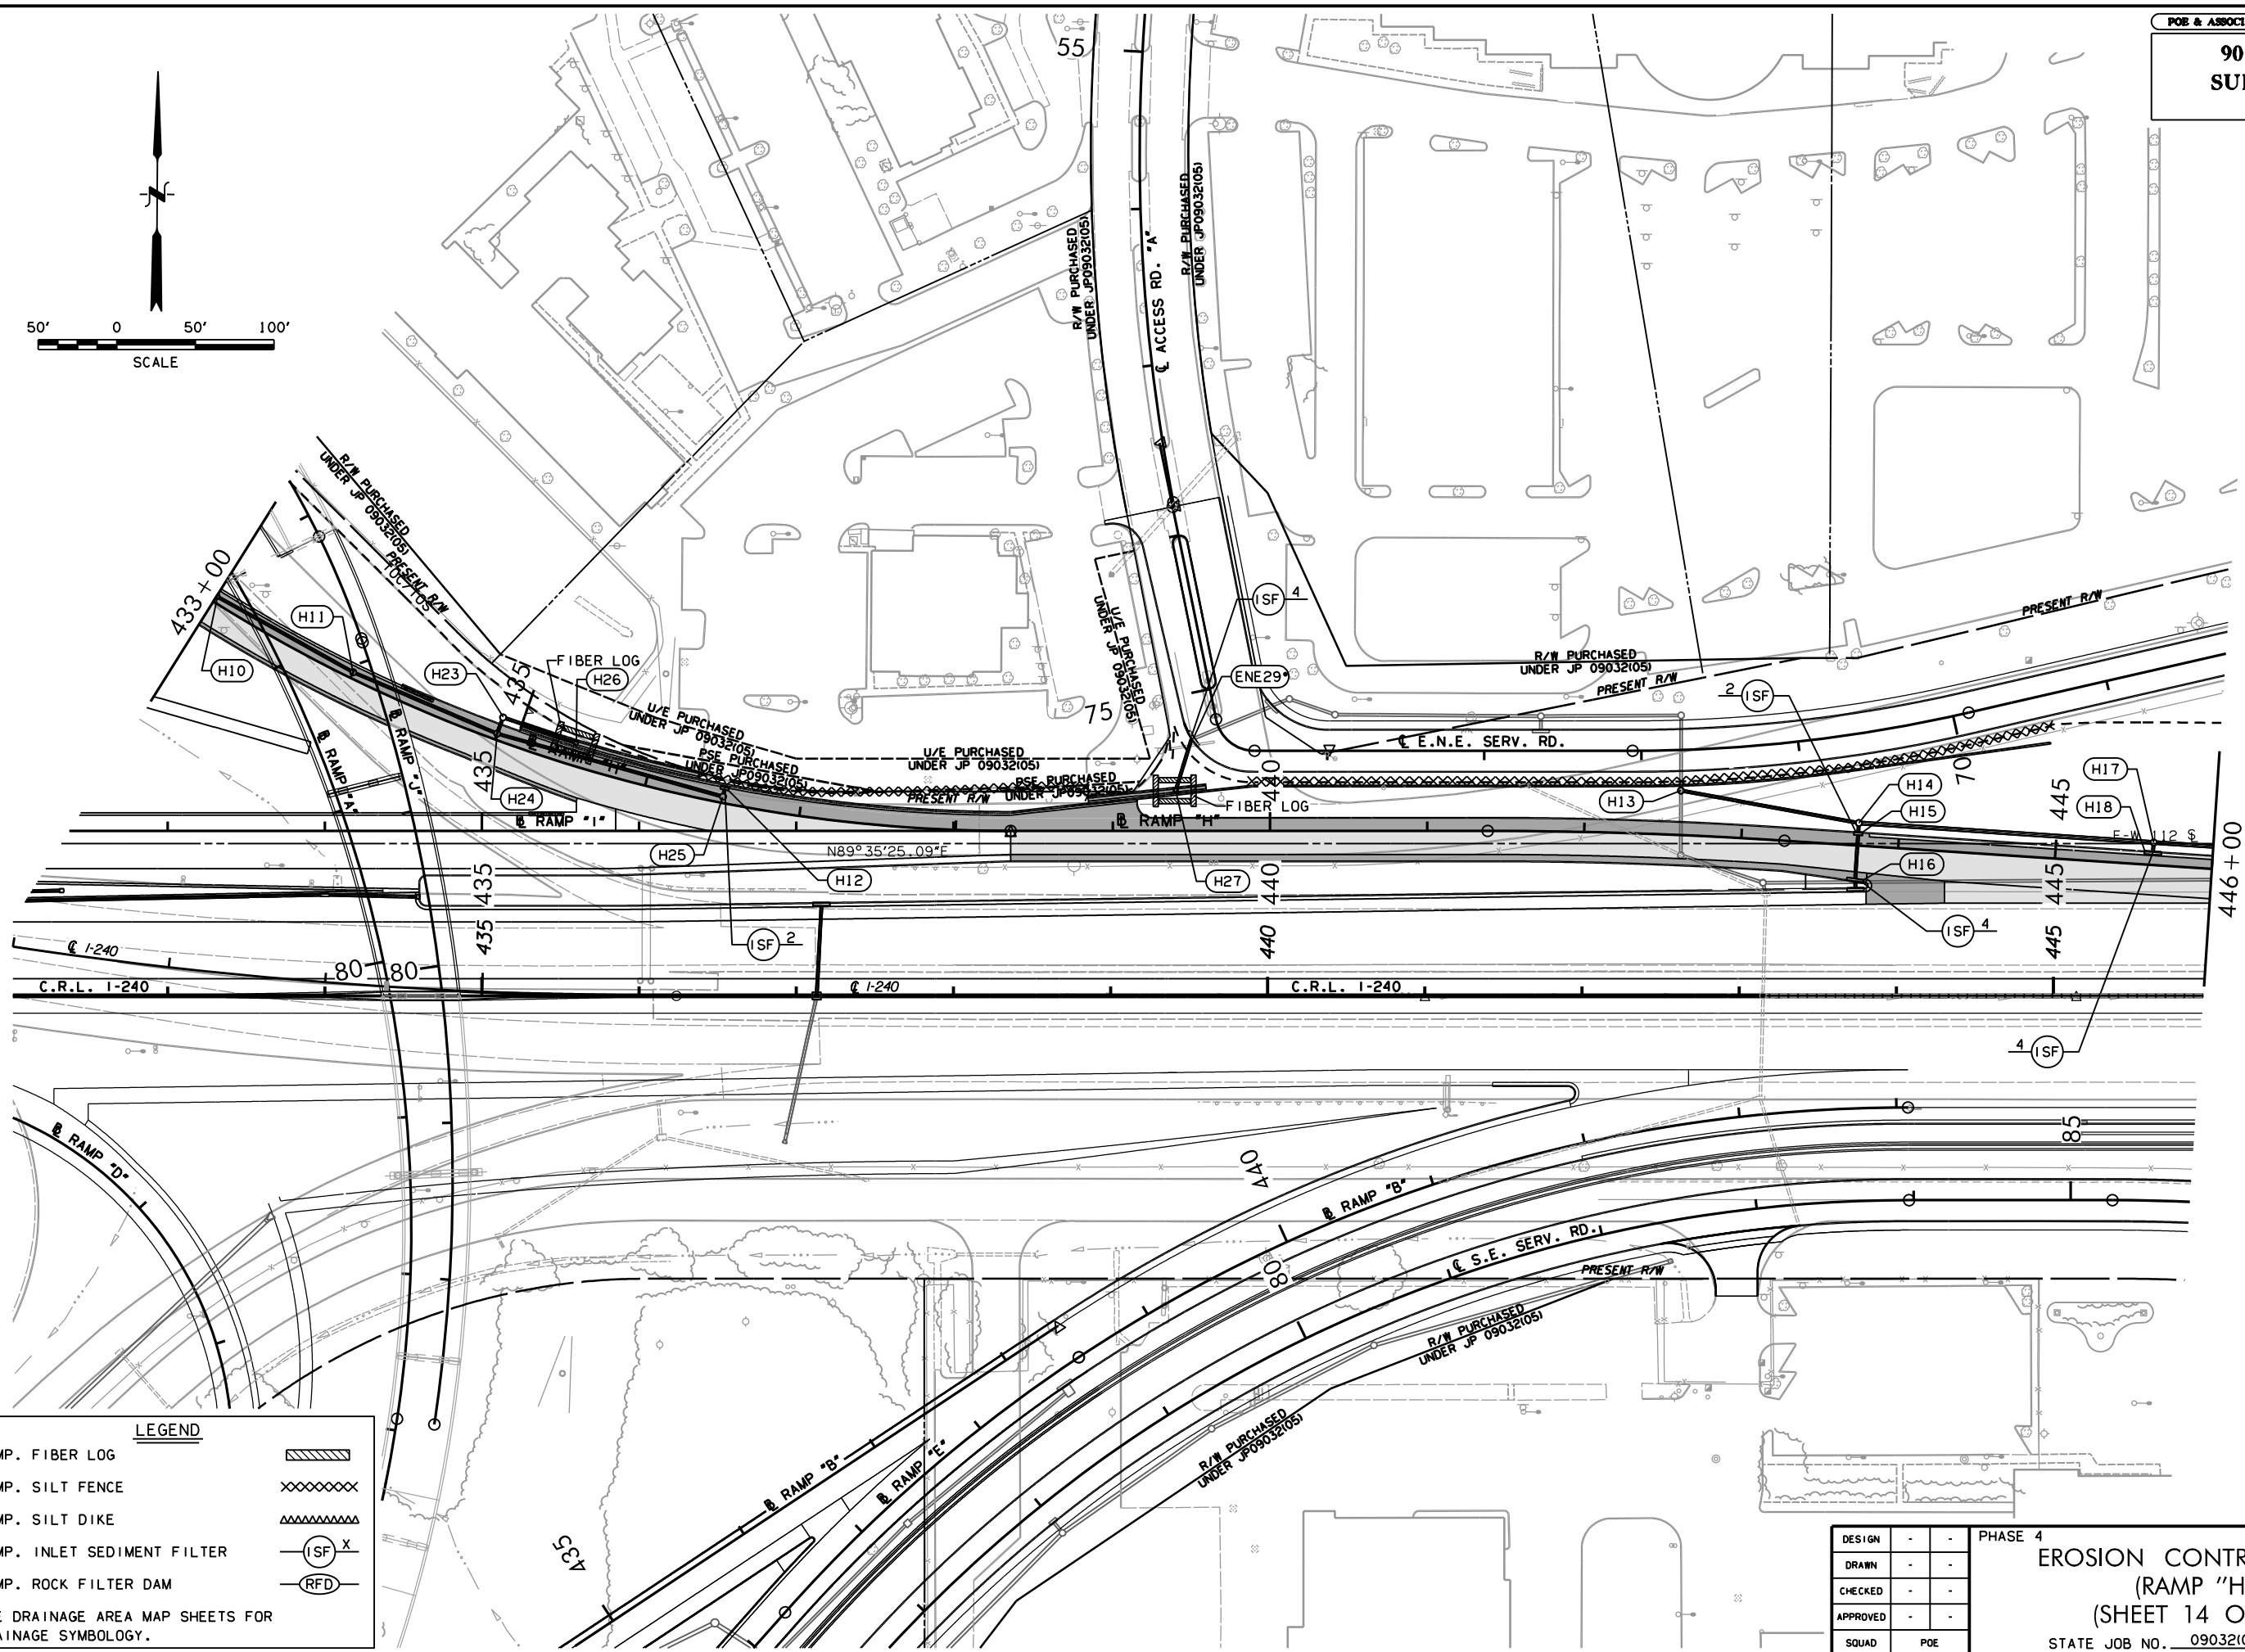 POE & ASSOCI
90
SUI
55
50' 0 50' 100'
SCALE
R/W PURCHASED
UNDER JP09032(05)
℄ ACCESS RD. "A"
R/W PURCHASED
UNDER JP09032(05)
R/W PURCHASED
UNDER JP 09032(05)
PRESENT R/W
TOC/TOS
433+00
H10
H11
H23
435
FIBER LOG
H26
H24
435
U/E PURCHASED
UNDER JP 09032(05)
PSE PURCHASED
UNDER JP09032(05)
U/E PURCHASED
UNDER JP 09032(05)
PSE PURCHASED
UNDER JP09032(05)
PRESENT R/W
75
U/E PURCHASED
UNDER JP 09032(05)
ISF 4
ENE29
FIBER LOG
440
R/W PURCHASED
UNDER JP 09032(05)
PRESENT R/W
PRESENT R/W
2 ISF
℄ E.N.E. SERV. RD.
70
H13
H14
H15
H16
H17
H18
445
E-W 112 $
446+00
RAMP "A"
RAMP "J"
RAMP "H"
RAMP "I"
RAMP "H"
N89°35'25.09"E
H25
H12
H27
435
440
445
ISF 2
ISF 4
4 ISF
435
440
445
℄ I-240
80
80
C.R.L. I-240
℄ I-240
C.R.L. I-240
RAMP "D"
440
RAMP "B"
85
80
℄ S.E. SERV. RD.
PRESENT R/W
R/W PURCHASED
UNDER JP 09032(05)
R/W PURCHASED
UNDER JP09032(05)
RAMP "B"
RAMP "E"
435
LEGEND
MP. FIBER LOG
MP. SILT FENCE
MP. SILT DIKE
MP. INLET SEDIMENT FILTER ISF X
MP. ROCK FILTER DAM RFD
E DRAINAGE AREA MAP SHEETS FOR
AINAGE SYMBOLOGY.
DESIGN - -
DRAWN - -
CHECKED - -
APPROVED - -
SQUAD POE
PHASE 4
EROSION CONTR
(RAMP "H
(SHEET 14 O
STATE JOB NO. 09032(